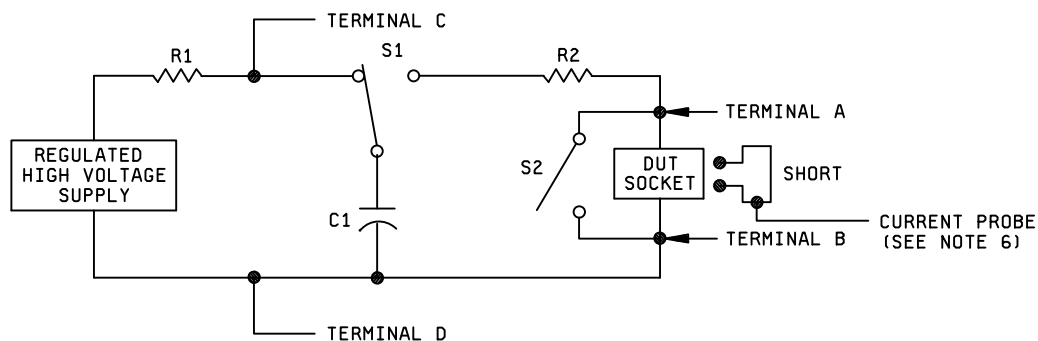 TERMINAL C
S1
R1
R2
TERMINAL A
REGULATED
HIGH VOLTAGE
SUPPLY
S2
DUT
SOCKET
SHORT
C1
CURRENT PROBE
(SEE NOTE 6)
TERMINAL B
TERMINAL D